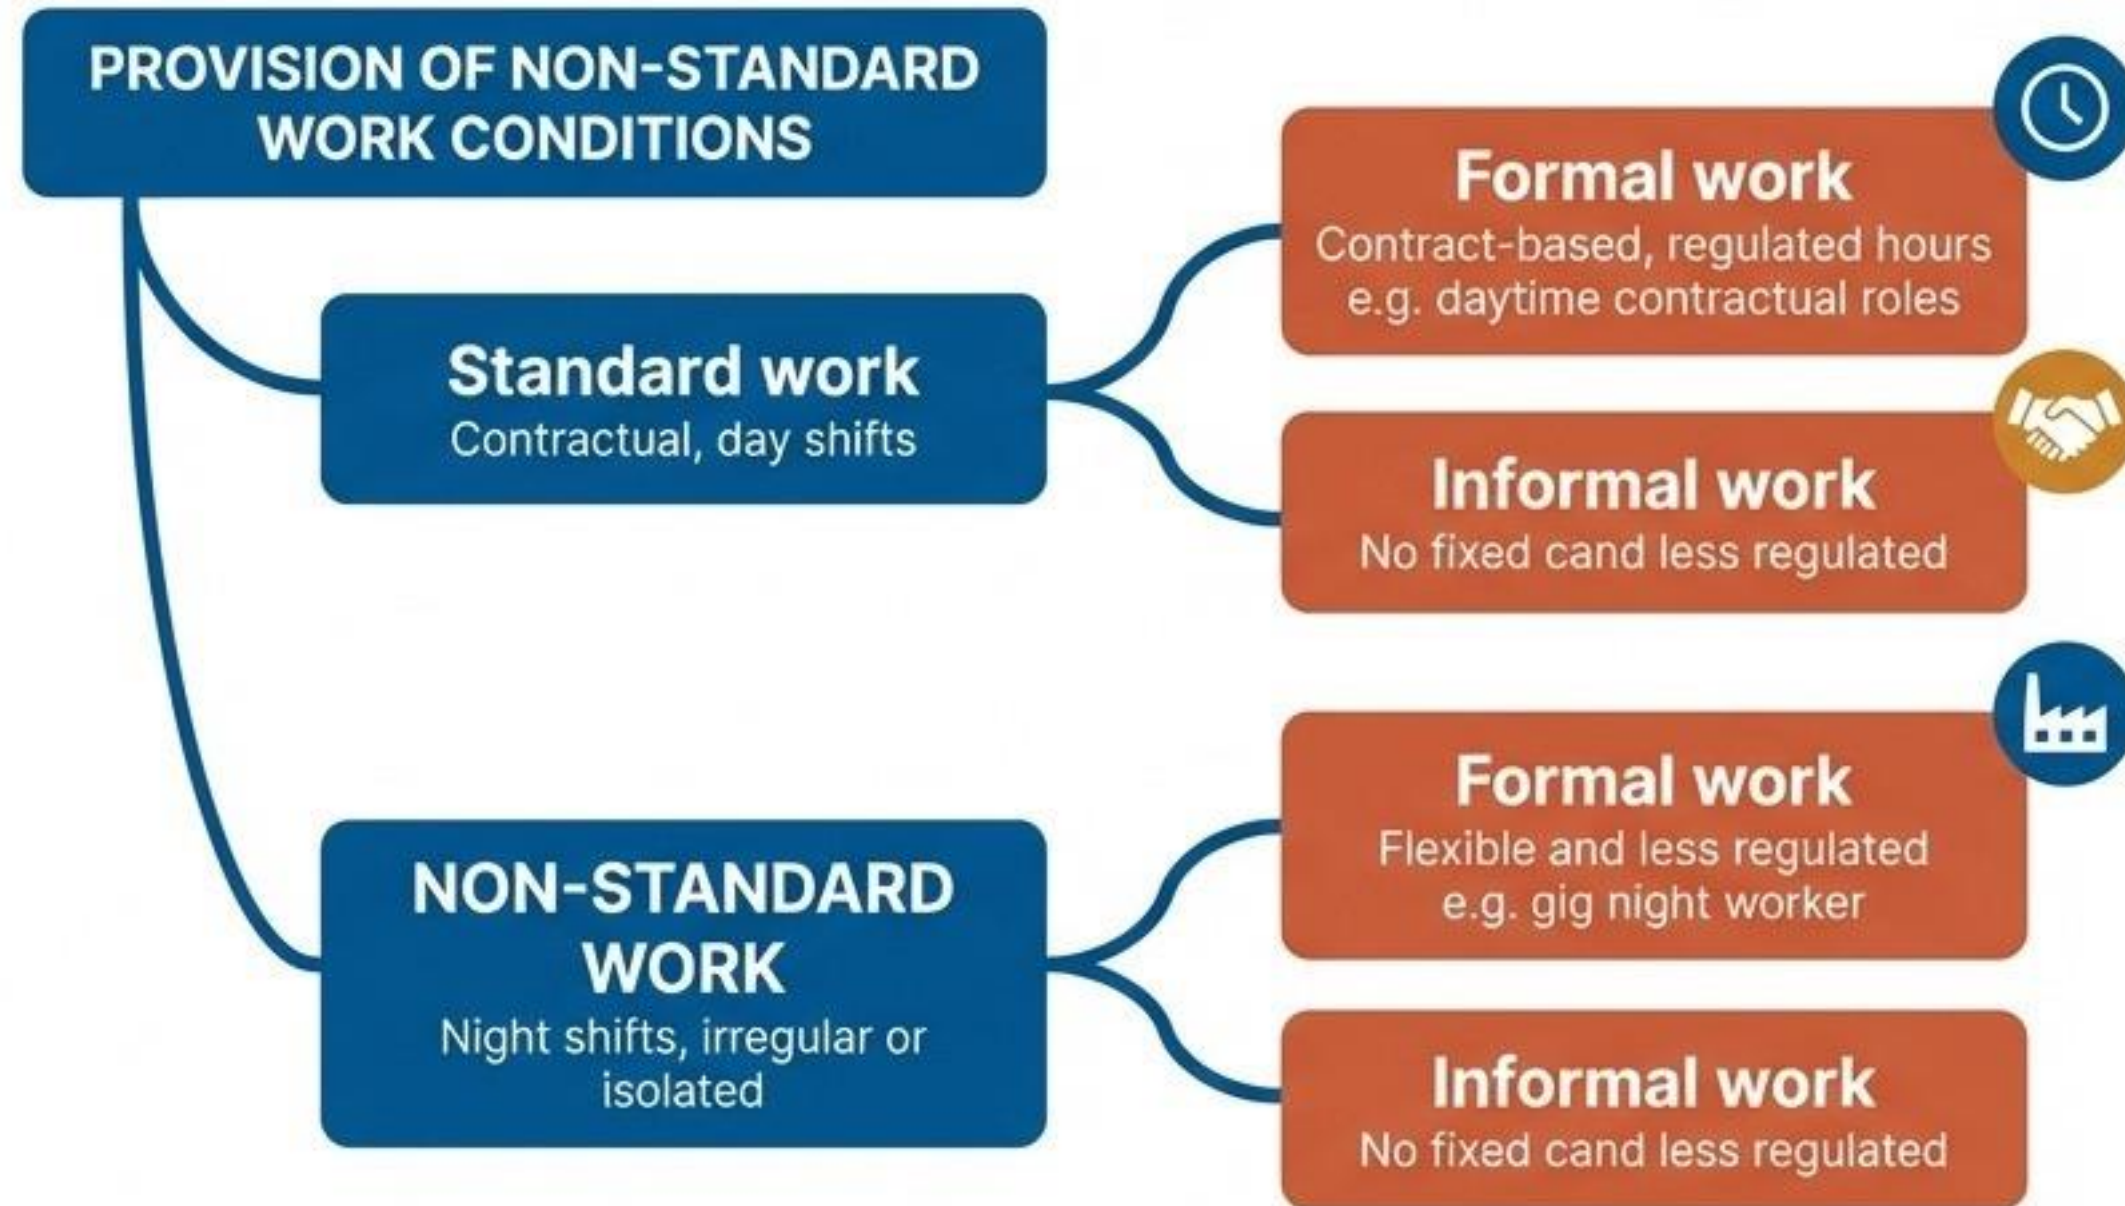 PROVISION OF NON-STANDARD
WORK CONDITIONS
Standard work
Contractual, day shifts
Formal work
Contract-based, regulated hours
e.g. daytime contractual roles
Informal work
No fixed cand less regulated
NON-STANDARD
WORK
Night shifts, irregular or
isolated
Formal work
Flexible and less regulated
e.g. gig night worker
Informal work
No fixed cand less regulated